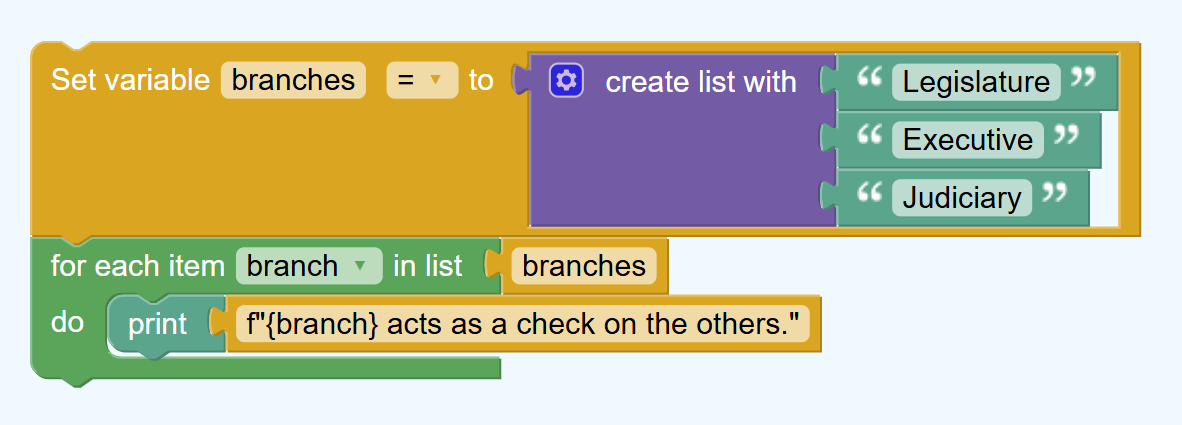 Set variable branches = to create list with “ Legislature ”
“ Executive ”
“ Judiciary ”
for each item branch in list branches
do print f"{branch} acts as a check on the others."